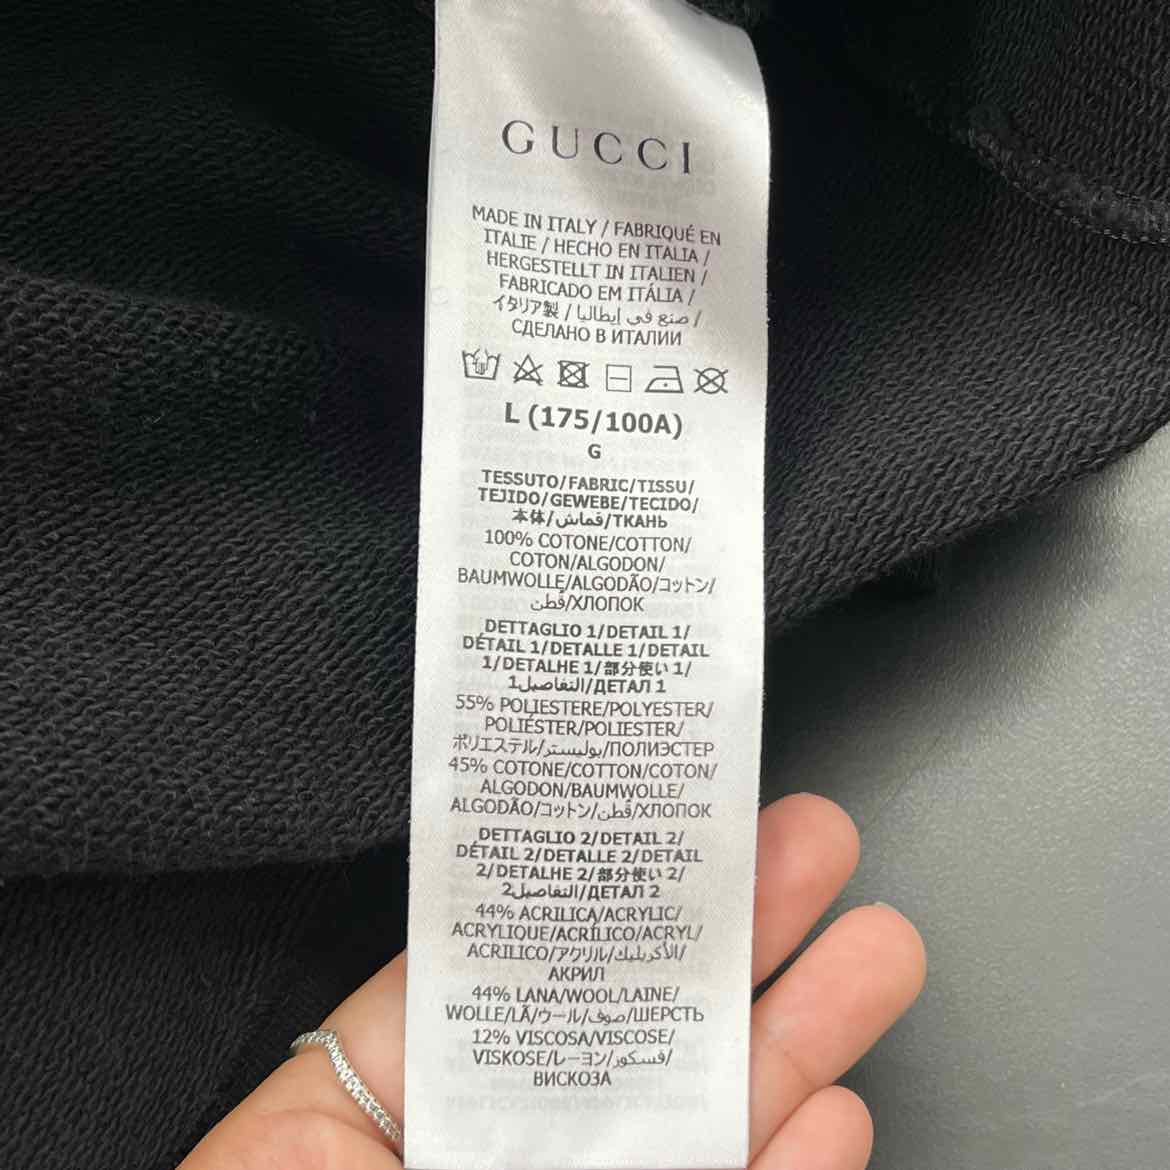 GUCCI
MADE IN ITALY / FABRIQUÉ EN
ITALIE / HECHO EN ITALIA /
HERGESTELLT IN ITALIEN /
FABRICADO EM ITÁLIA /
イタリア製 / صنع في إيطاليا /
СДЕЛАНО В ИТАЛИИ
L (175/100A)
G
TESSUTO/FABRIC/TISSU/
TEJIDO/GEWEBE/TECIDO/
本体/قماش/ТКАНЬ
100% COTONE/COTTON/
COTON/ALGODON/
BAUMWOLLE/ALGODÃO/コットン/
قطن/ХЛОПОК
DETTAGLIO 1/DETAIL 1/
DÉTAIL 1/DETALLE 1/DETAIL
1/DETALHE 1/部分使い 1/
التفاصيل1/ДЕТАЛ 1
55% POLIESTERE/POLYESTER/
POLIÉSTER/POLIESTER/
ポリエステル/بوليستر/ПОЛИЭСТЕР
45% COTONE/COTTON/COTON/
ALGODON/BAUMWOLLE/
ALGODÃO/コットン/قطن/ХЛОПОК
DETTAGLIO 2/DETAIL 2/
DÉTAIL 2/DETALLE 2/DETAIL
2/DETALHE 2/部分使い 2/
التفاصيل2/ДЕТАЛ 2
44% ACRILICA/ACRYLIC/
ACRYLIQUE/ACRÍLICO/ACRYL/
ACRILICO/アクリル/الأكريليك/
АКРИЛ
44% LANA/WOOL/LAINE/
WOLLE/LÃ/ウール/صوف/ШЕРСТЬ
12% VISCOSA/VISCOSE/
VISKOSE/レーヨン/فسكوز/
ВИСКОЗА